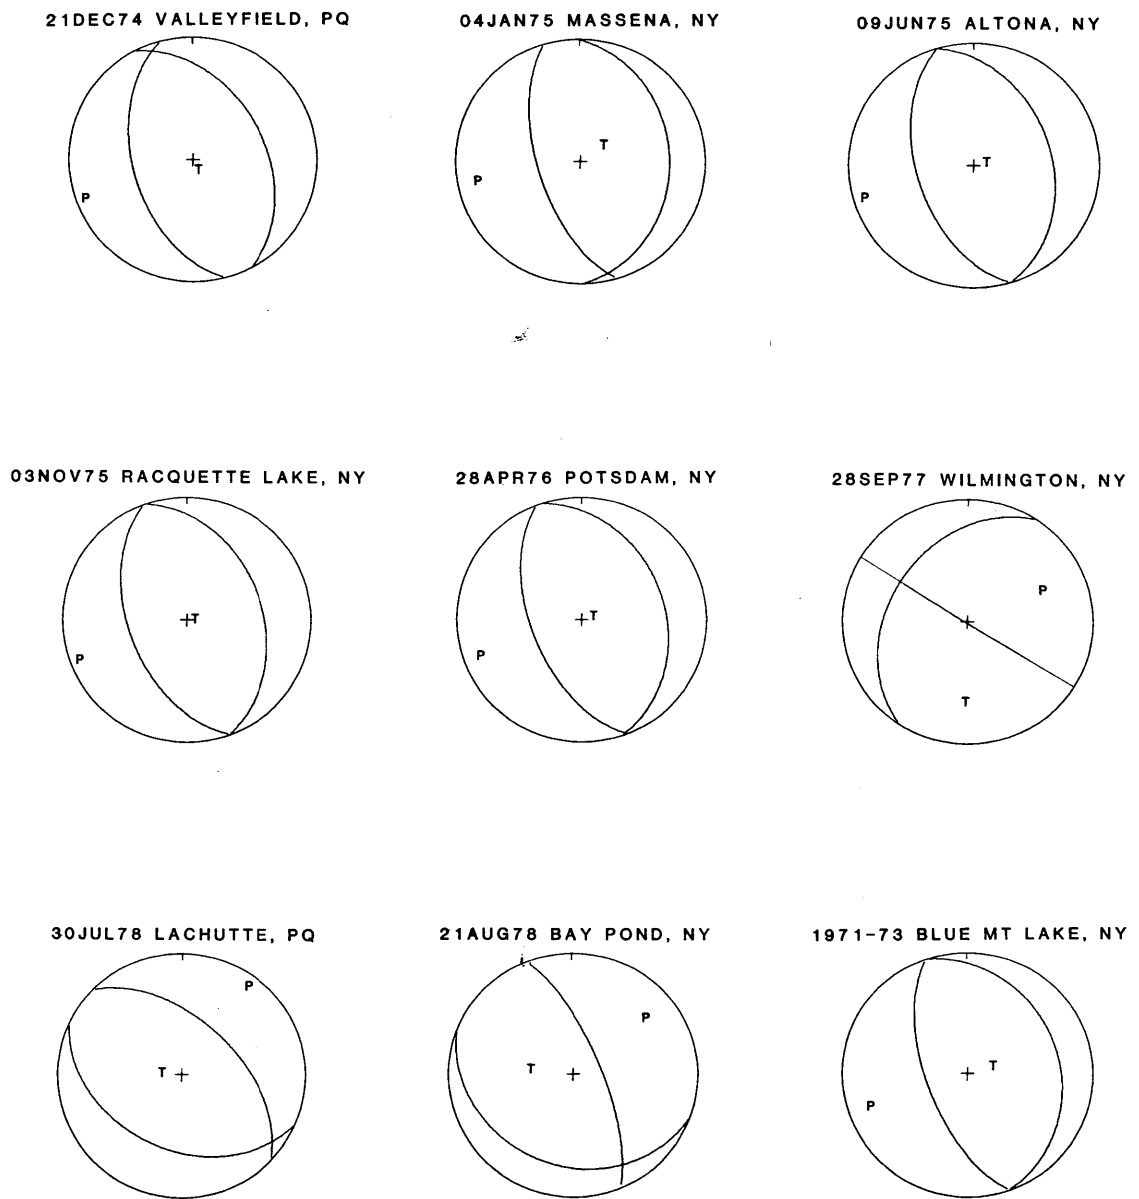 21DEC74 VALLEYFIELD, PQ
04JAN75 MASSENA, NY
09JUN75 ALTONA, NY
T
P
T
P
T
P
03NOV75 RACQUETTE LAKE, NY
28APR76 POTSDAM, NY
28SEP77 WILMINGTON, NY
T
P
T
P
P
T
30JUL78 LACHUTTE, PQ
21AUG78 BAY POND, NY
1971-73 BLUE MT LAKE, NY
P
T
P
T
T
P